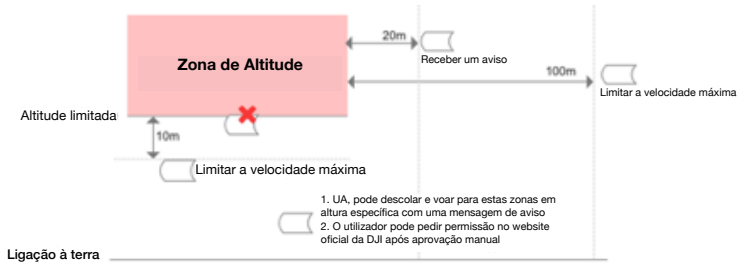 20m
Receber um aviso
Zona de Altitude
100m
Limitar a velocidade máxima
Altitude limitada
10m
Limitar a velocidade máxima
1. UA, pode descolar e voar para estas zonas em
altura específica com uma mensagem de aviso
2. O utilizador pode pedir permissão no website
oficial da DJI após aprovação manual
Ligação à terra